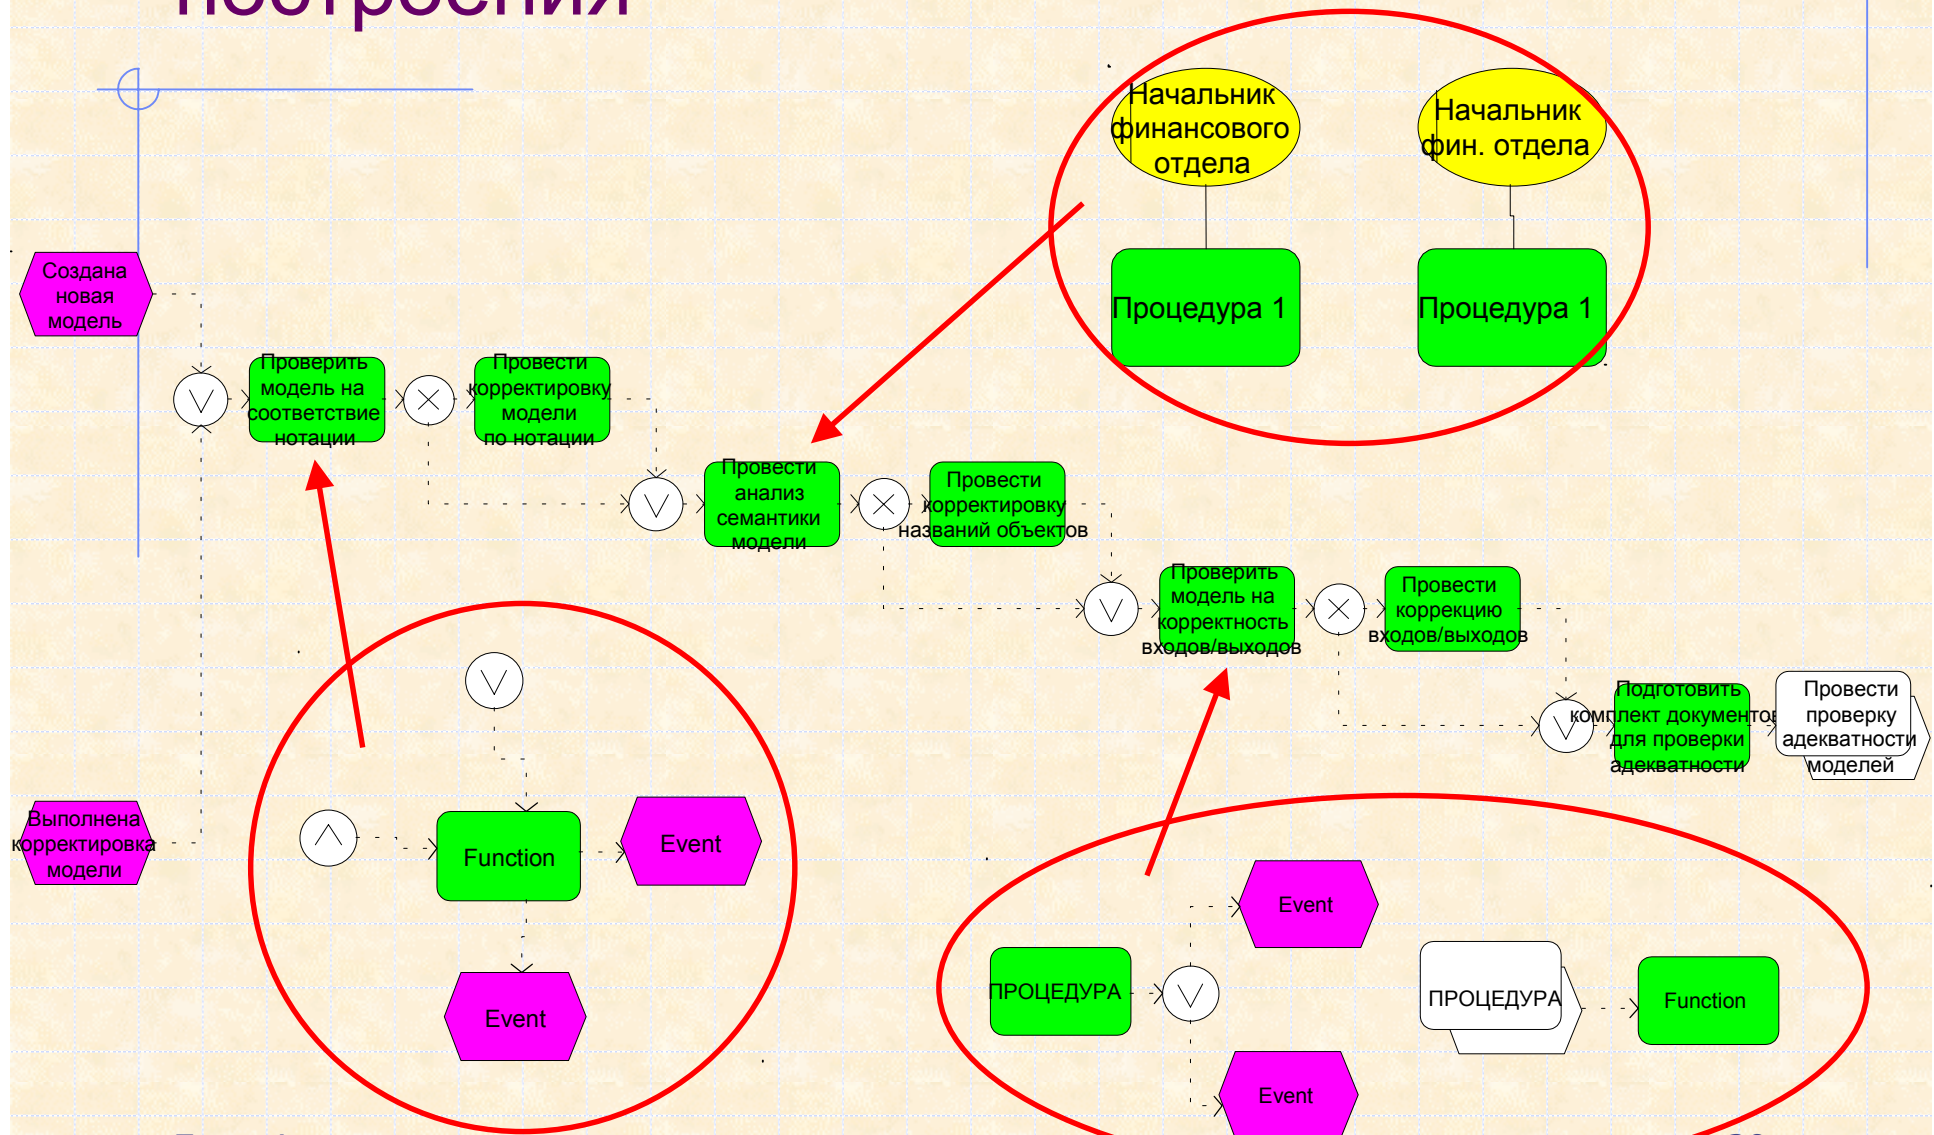 построения
Начальник
финансового
отдела
Начальник
фин. отдела
Процедура 1
Процедура 1
Создана
новая
модель
Проверить
модель на
соответствие
нотации
Провести
корректировку
модели
по нотации
Провести
анализ
семантики
модели
Провести
корректировку
названий объектов
Проверить
модель на
корректность
входов/выходов
Провести
коррекцию
входов/выходов
Подготовить
комплект документов
для проверки
адекватности
Провести
проверку
адекватности
моделей
Выполнена
корректировка
модели
Function
Event
Event
ПРОЦЕДУРА
Event
Event
ПРОЦЕДУРА
Function